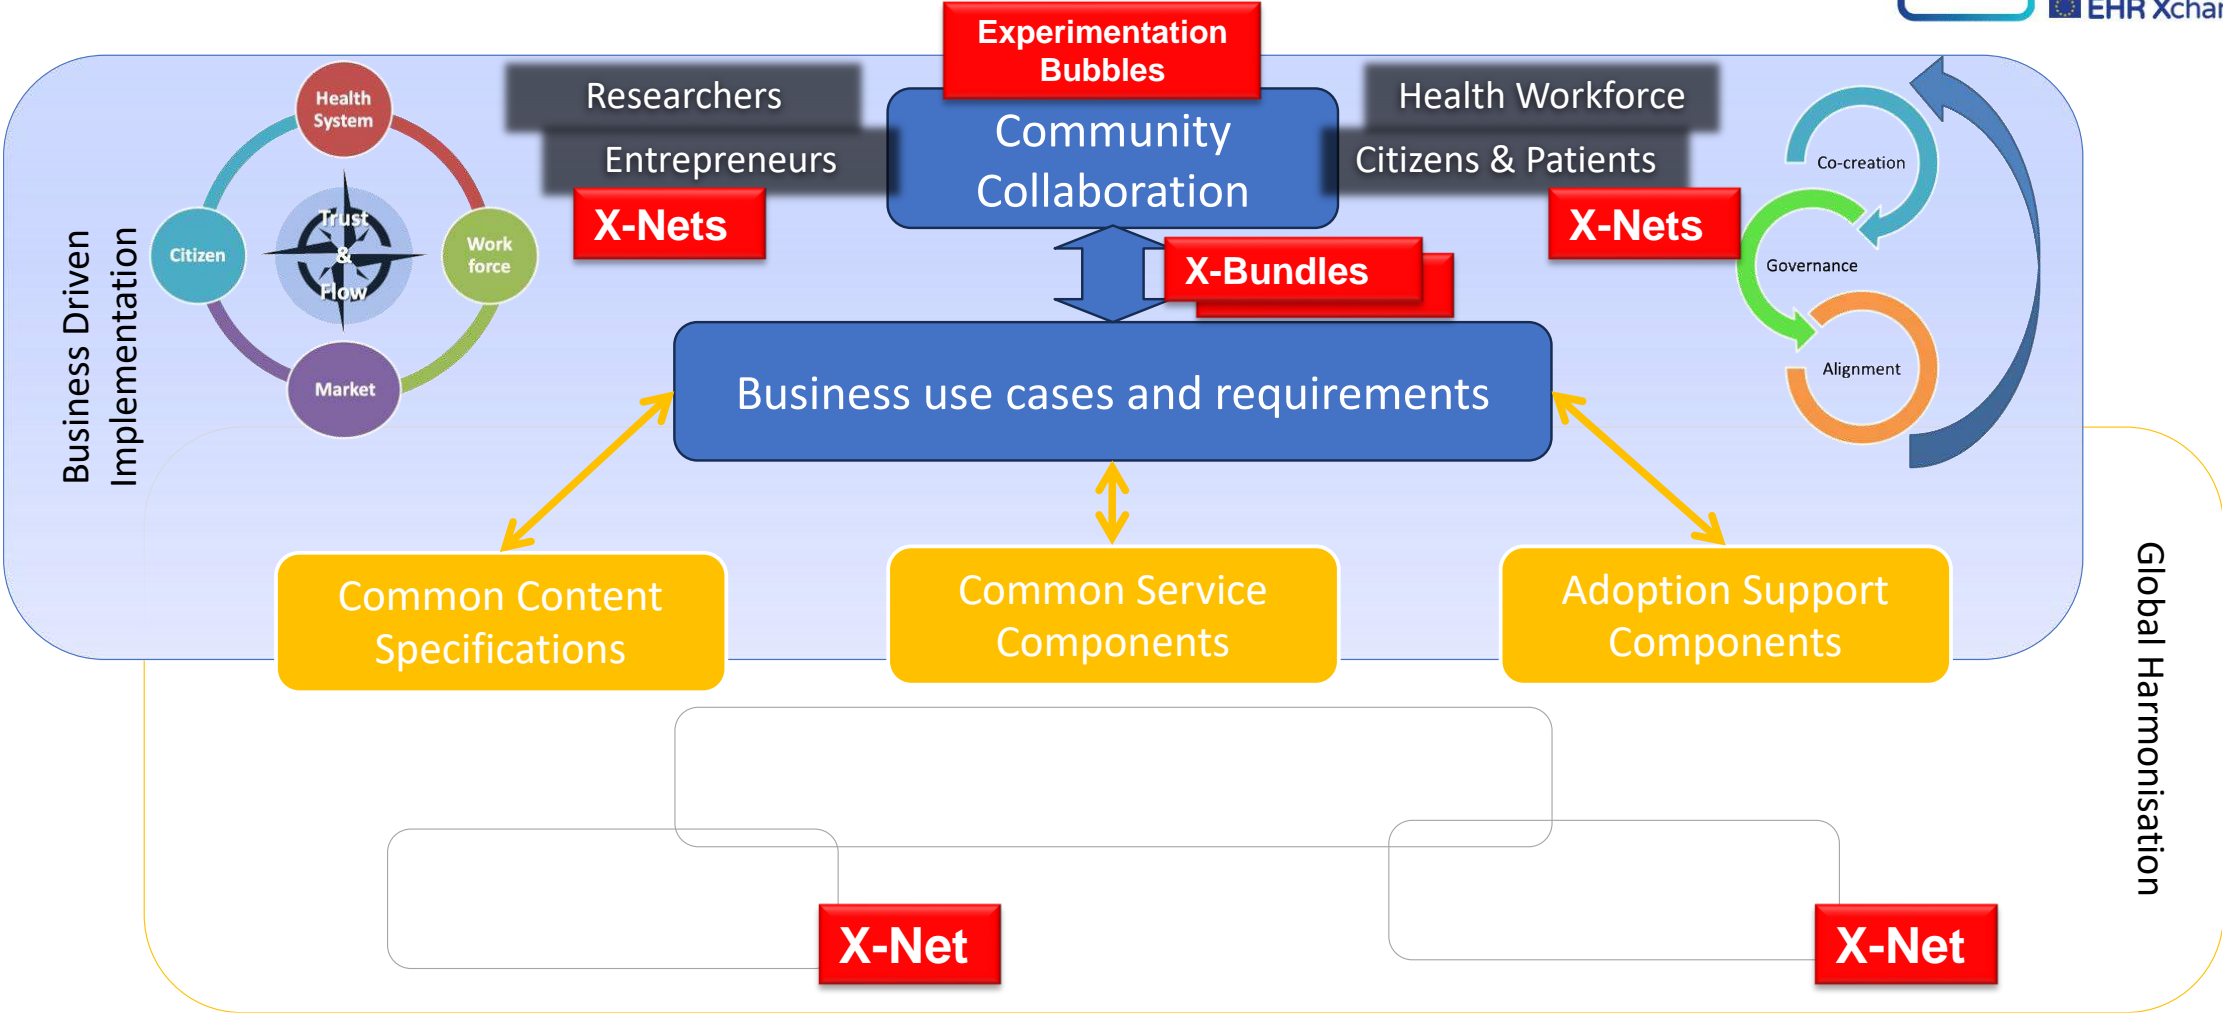 EHR Xchar
Experimentation
Bubbles
Researchers
Entrepreneurs
X-Nets
Community
Collaboration
Health Workforce
Citizens & Patients
X-Nets
X-Bundles
Health
System
Citizen
Trust
&
Flow
Work
force
Market
Co-creation
Governance
Alignment
Business Driven
Implementation
Business use cases and requirements
Common Content
Specifications
Common Service
Components
Adoption Support
Components
Global Harmonisation
X-Net
X-Net